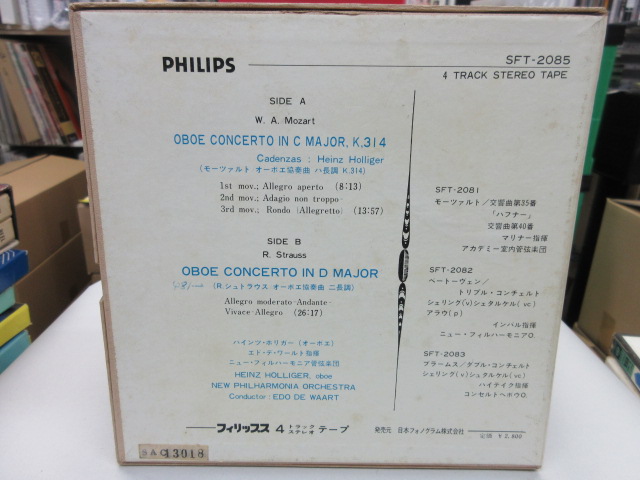 PHILIPS
SFT-2085
4 TRACK STEREO TAPE
SIDE A
W. A. Mozart
OBOE CONCERTO IN C MAJOR, K.314
Cadenzas : Heinz Holliger
(モーツァルト オーボエ協奏曲 ハ長調 K.314)
1st mov.; Allegro aperto (8:13)
2nd mov.; Adagio non troppo-
3rd mov.; Rondo (Allegretto) (13:57)
SIDE B
R. Strauss
OBOE CONCERTO IN D MAJOR
(R.シュトラウス オーボエ協奏曲 ニ長調)
Allegro moderato-Andante-
Vivace-Allegro (26:17)
ハインツ・ホリガー (オーボエ)
エド・デ・ワールト指揮
ニュー・フィルハーモニア管弦楽団
HEINZ HOLLIGER, oboe
NEW PHILHARMONIA ORCHESTRA
Conductor : EDO DE WAART
SFT-2081
モーツァルト／交響曲第35番
「ハフナー」
交響曲第40番
マリナー指揮
アカデミー室内管弦楽団
SFT-2082
ベートーヴェン／
トリプル・コンチェルト
シェリング(v)シュタルケル(vc)
アラウ(p)
インバル指揮
ニュー・フィルハーモニアO.
SFT-2083
ブラームス／ダブル・コンチェルト
シェリング(v)シュタルケル(vc)
ハイティク指揮
コンセルトヘボウO.
フィリップス 4 トラック ステレオ テープ
発売元 日本フォノグラム株式会社
定価 ¥2,800
SAC 13018